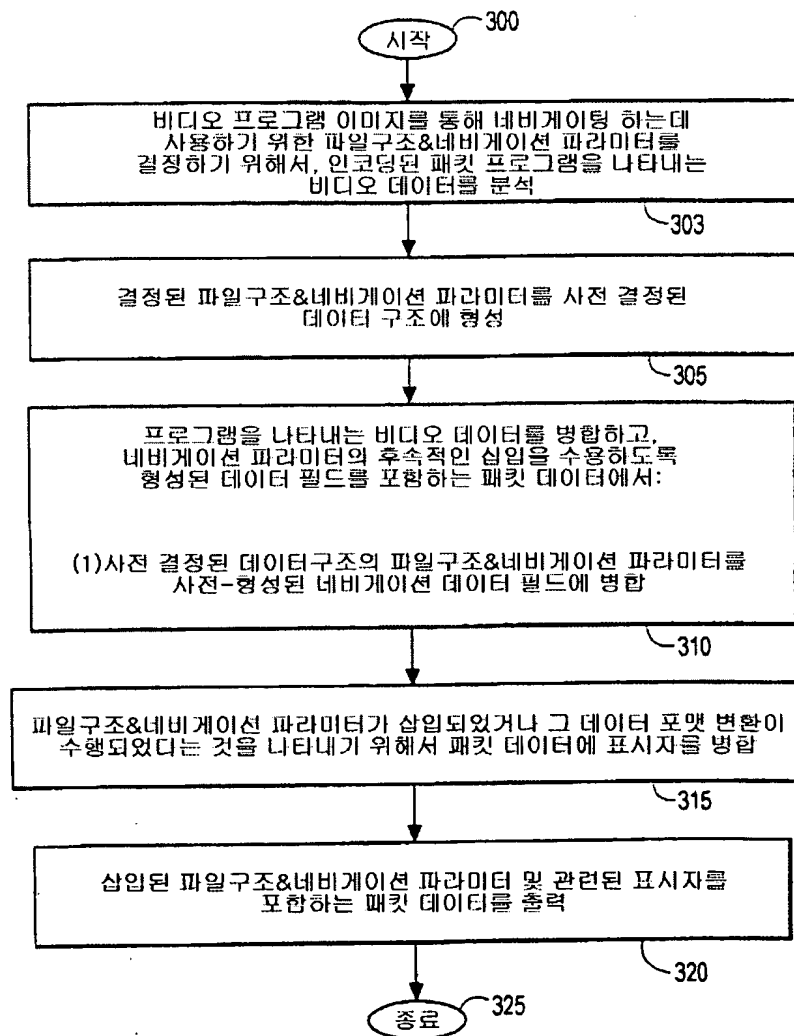 시작
300
비디오 프로그램 이미지를 통해 네비게이팅 하는데
사용하기 위한 파일구조&네비게이션 파라미터를
결정하기 위해서, 인코딩된 패킷 프로그램을 나타내는
비디오 데이터를 분석
303
결정된 파일구조&네비게이션 파라미터를 사전 결정된
데이터 구조에 형성
305
프로그램을 나타내는 비디오 데이터를 병합하고,
네비게이션 파라미터의 후속적인 삽입을 수용하도록
형성된 데이터 필드를 포함하는 패킷 데이터에서:
(1)사전 결정된 데이터구조의 파일구조&네비게이션 파라미터를
사전-형성된 네비게이션 데이터 필드에 병합
310
파일구조&네비게이션 파라미터가 삽입되었거나 그 데이터 포맷 변환이
수행되었다는 것을 나타내기 위해서 패킷 데이터에 표시자를 병합
315
삽입된 파일구조&네비게이션 파라미터 및 관련된 표시자를
포함하는 패킷 데이터를 출력
320
종료
325